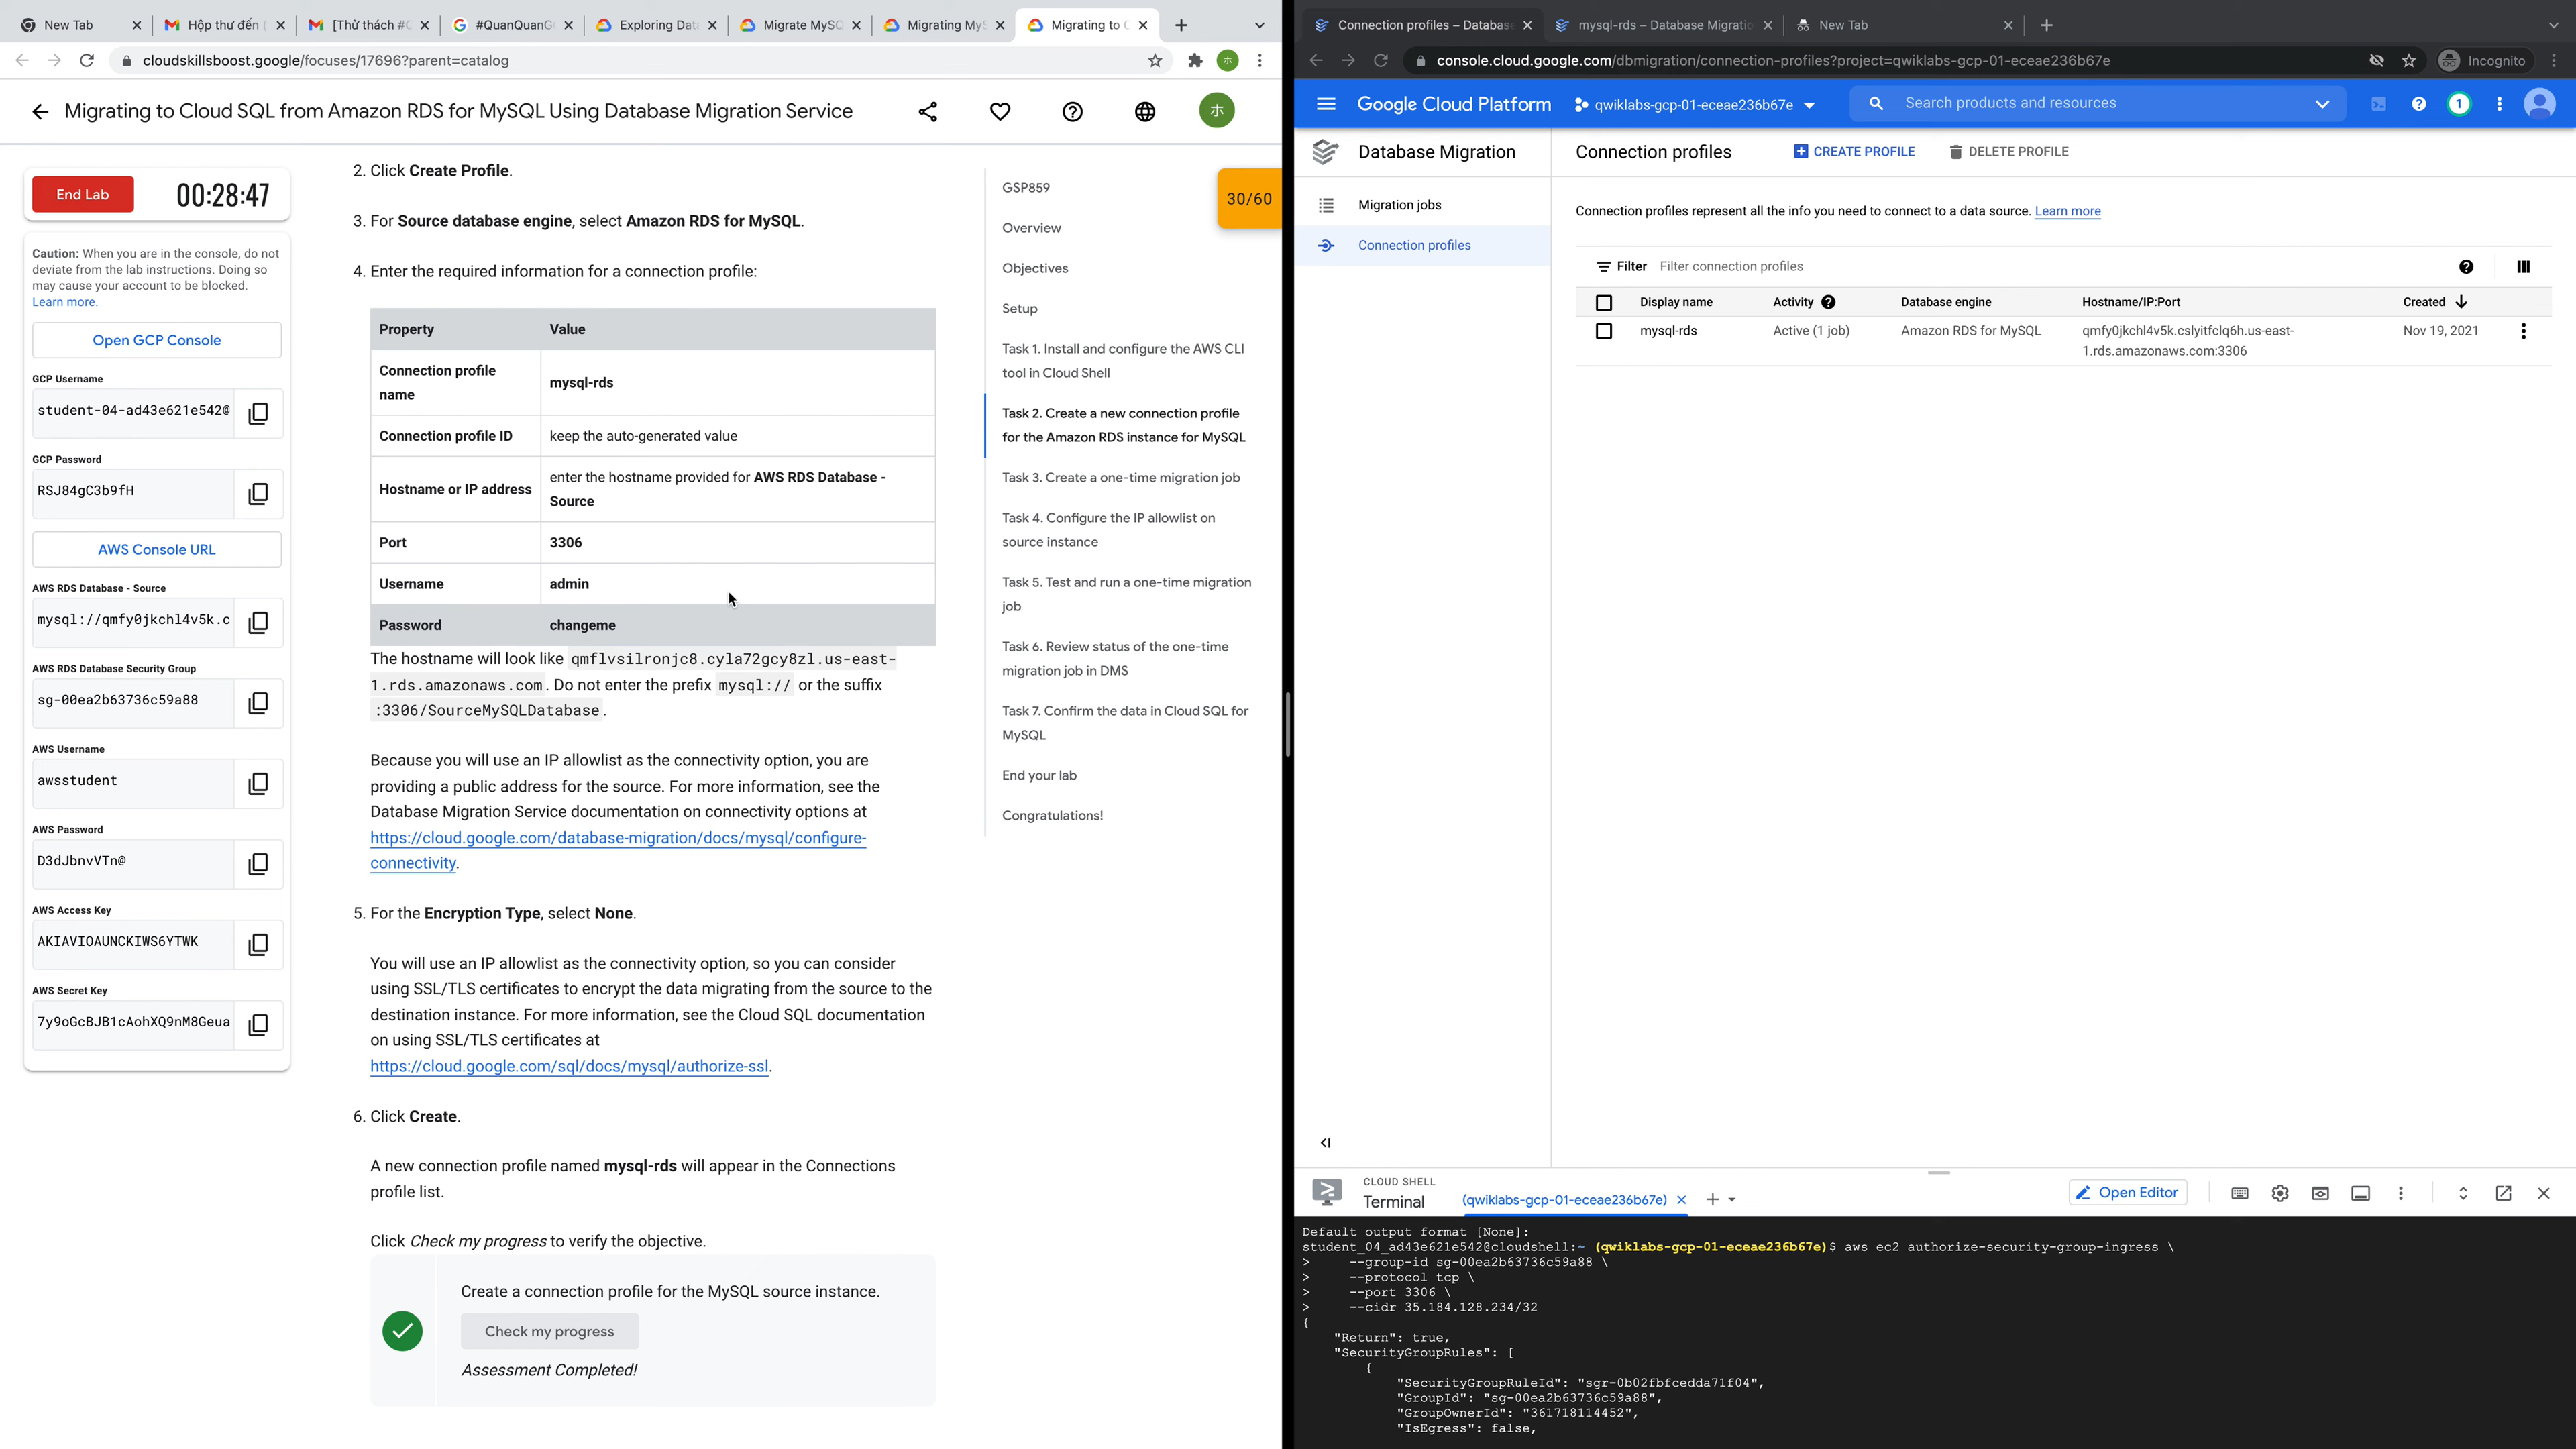 New Tab
Hộp thư đến (
[Thử thách #C
#QuanQuanG
Exploring Dat
Migrate MySC
Migrating MyS
Migrating to C
cloudskillsboost.google/focuses/17696?parent=catalog
ホ
Migrating to Cloud SQL from Amazon RDS for MySQL Using Database Migration Service
ホ
End Lab
00:28:47
Caution: When you are in the console, do not
deviate from the lab instructions. Doing so
may cause your account to be blocked.
Learn more.
Open GCP Console
GCP Username
student-04-ad43e621e542@
GCP Password
RSJ84gC3b9fH
AWS Console URL
AWS RDS Database - Source
mysql://qmfy0jkchl4v5k.c
AWS RDS Database Security Group
sg-00ea2b63736c59a88
AWS Username
awsstudent
AWS Password
D3dJbnvVTn@
AWS Access Key
AKIAVIOAUNCKIWS6YTWK
AWS Secret Key
7y9oGcBJB1cAohXQ9nM8Geua
2. Click Create Profile.
3. For Source database engine, select Amazon RDS for MySQL.
4. Enter the required information for a connection profile:
Property Value
Connection profile name mysql-rds
Connection profile ID keep the auto-generated value
Hostname or IP address enter the hostname provided for AWS RDS Database - Source
Port 3306
Username admin
Password changeme
The hostname will look like qmflvsilronjc8.cyla72gcy8zl.us-east-
1.rds.amazonaws.com. Do not enter the prefix mysql:// or the suffix
:3306/SourceMySQLDatabase.
Because you will use an IP allowlist as the connectivity option, you are
providing a public address for the source. For more information, see the
Database Migration Service documentation on connectivity options at
https://cloud.google.com/database-migration/docs/mysql/configure-
connectivity.
5. For the Encryption Type, select None.
You will use an IP allowlist as the connectivity option, so you can consider
using SSL/TLS certificates to encrypt the data migrating from the source to the
destination instance. For more information, see the Cloud SQL documentation
on using SSL/TLS certificates at
https://cloud.google.com/sql/docs/mysql/authorize-ssl.
6. Click Create.
A new connection profile named mysql-rds will appear in the Connections
profile list.
Click Check my progress to verify the objective.
Create a connection profile for the MySQL source instance.
Check my progress
Assessment Completed!
30/60
GSP859
Overview
Objectives
Setup
Task 1. Install and configure the AWS CLI
tool in Cloud Shell
Task 2. Create a new connection profile
for the Amazon RDS instance for MySQL
Task 3. Create a one-time migration job
Task 4. Configure the IP allowlist on
source instance
Task 5. Test and run a one-time migration
job
Task 6. Review status of the one-time
migration job in DMS
Task 7. Confirm the data in Cloud SQL for
MySQL
End your lab
Congratulations!
Connection profiles – Database
mysql-rds – Database Migratio
New Tab
console.cloud.google.com/dbmigration/connection-profiles?project=qwiklabs-gcp-01-eceae236b67e
Incognito
Google Cloud Platform
qwiklabs-gcp-01-eceae236b67e
Search products and resources
1
Database Migration
Migration jobs
Connection profiles
Connection profiles
CREATE PROFILE
DELETE PROFILE
Connection profiles represent all the info you need to connect to a data source. Learn more
Filter Filter connection profiles
Display name Activity Database engine Hostname/IP:Port Created
mysql-rds Active (1 job) Amazon RDS for MySQL qmfy0jkchl4v5k.cslyitfclq6h.us-east- Nov 19, 2021
1.rds.amazonaws.com:3306
CLOUD SHELL
Terminal
(qwiklabs-gcp-01-eceae236b67e)
Open Editor
Default output format [None]:
student_04_ad43e621e542@cloudshell:~ (qwiklabs-gcp-01-eceae236b67e)$ aws ec2 authorize-security-group-ingress \
> --group-id sg-00ea2b63736c59a88 \
> --protocol tcp \
> --port 3306 \
> --cidr 35.184.128.234/32
{
"Return": true,
"SecurityGroupRules": [
{
"SecurityGroupRuleId": "sgr-0b02fbfcedda71f04",
"GroupId": "sg-00ea2b63736c59a88",
"GroupOwnerId": "361718114452",
"IsEgress": false,